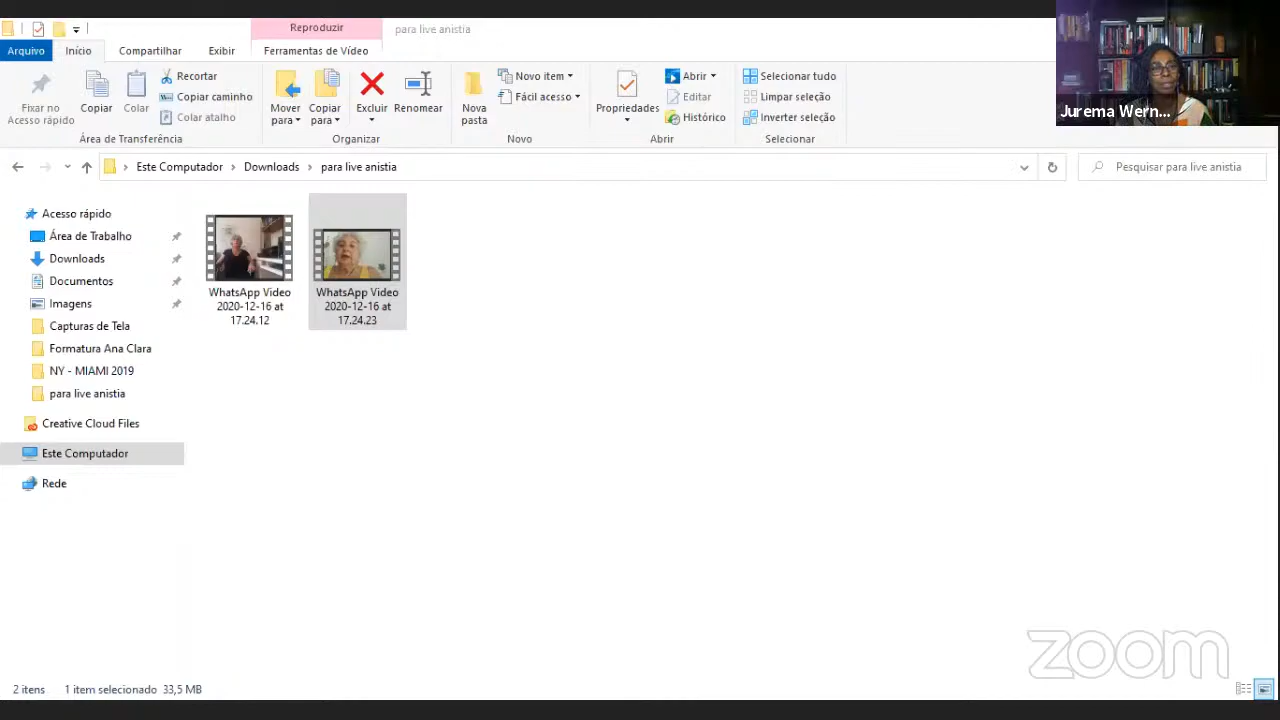 Reproduzir
para live anistia
Arquivo
Início
Compartilhar
Exibir
Ferramentas de Vídeo
Fixar no
Acesso rápido
Copiar
Colar
Recortar
Copiar caminho
Colar atalho
Área de Transferência
Mover
para
Copiar
para
Excluir
Renomear
Organizar
Nova
pasta
Novo item
Fácil acesso
Novo
Propriedades
Abrir
Editar
Histórico
Abrir
Selecionar tudo
Limpar seleção
Inverter seleção
Selecionar
Jurema Wern...
Este Computador
Downloads
para live anistia
Pesquisar para live anistia
Acesso rápido
Área de Trabalho
Downloads
Documentos
Imagens
Capturas de Tela
Formatura Ana Clara
NY - MIAMI 2019
para live anistia
Creative Cloud Files
Este Computador
Rede
WhatsApp Video
2020-12-16 at
17.24.12
WhatsApp Video
2020-12-16 at
17.24.23
zoom
2 itens
1 item selecionado 33,5 MB